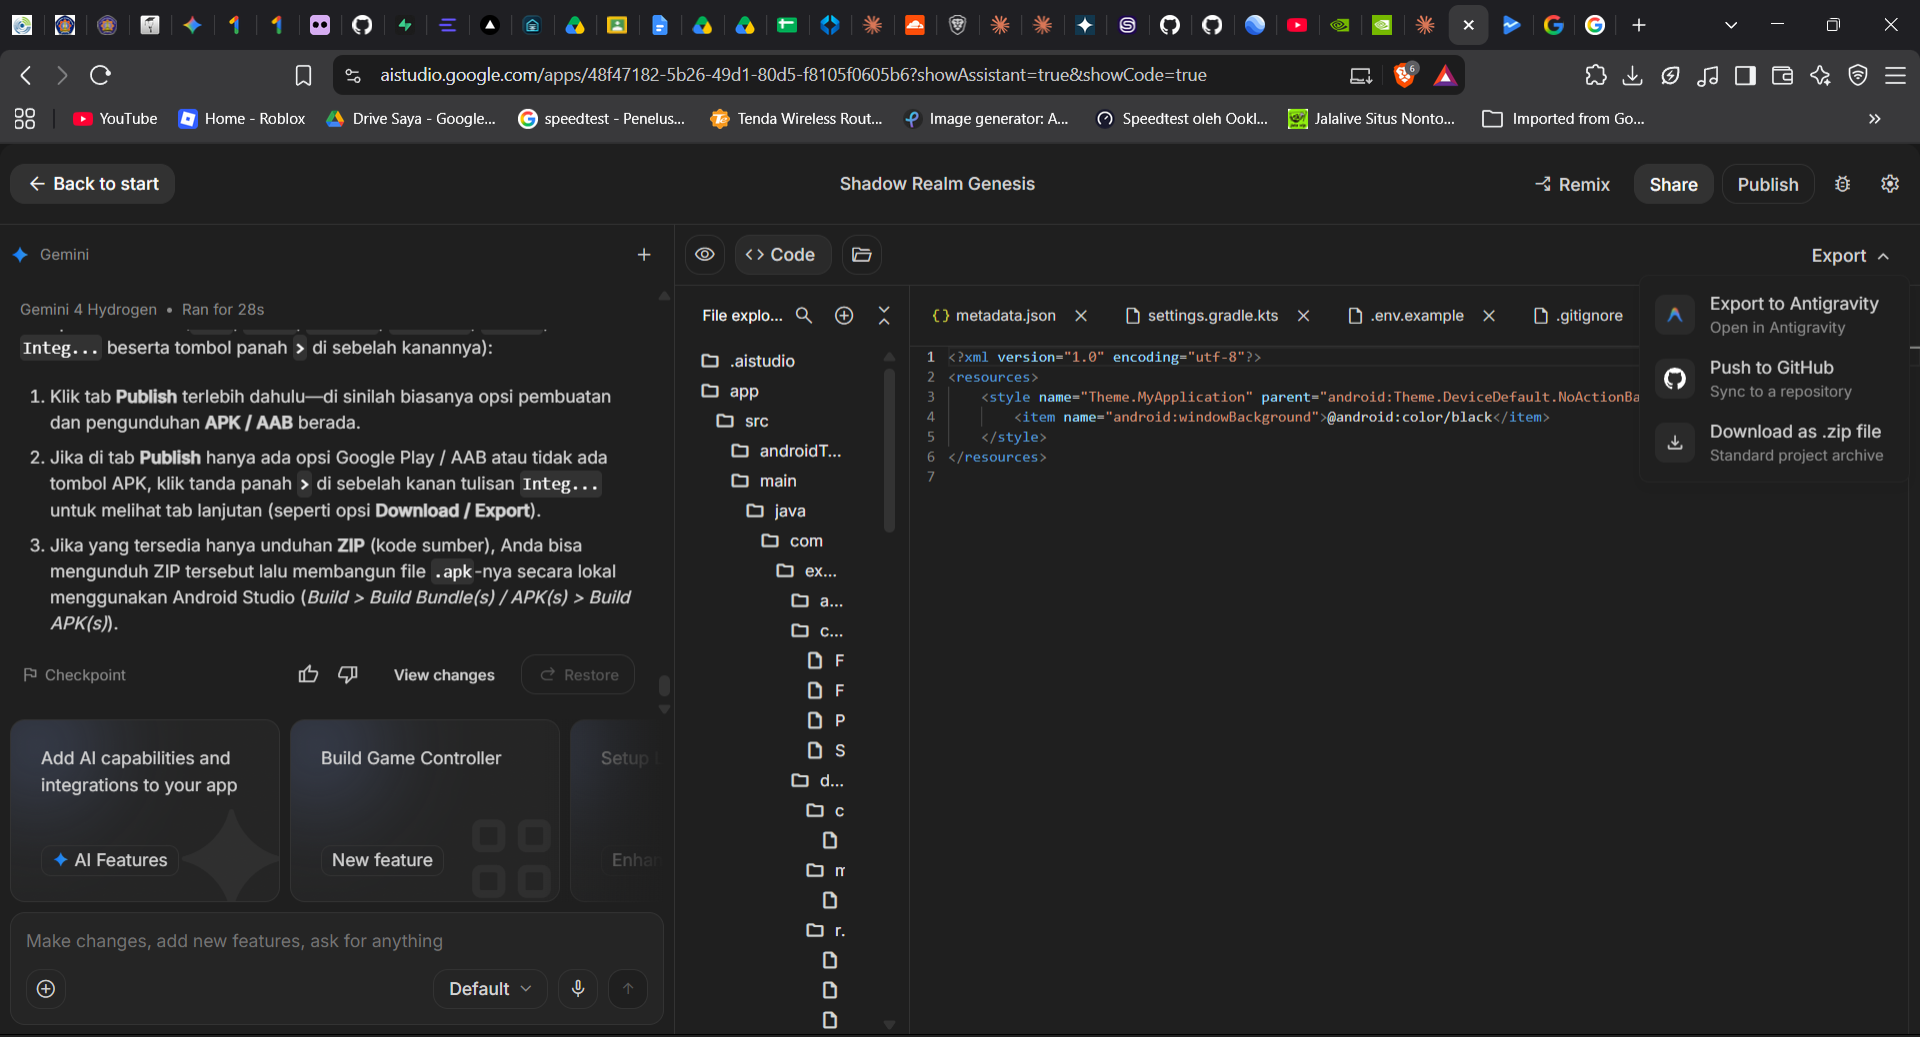 aistudio.google.com/apps/48f47182-5b26-49d1-80d5-f8105f0605b6?showAssistant=true&showCode=true
6
YouTube
Home - Roblox
Drive Saya - Google...
speedtest - Penelus...
Tenda Wireless Rout...
Image generator: A...
Speedtest oleh Ookl...
Jalalive Situs Nonto...
Imported from Go...
Back to start
Shadow Realm Genesis
Remix
Share
Publish
Gemini
Code
Export
Gemini 4 Hydrogen • Ran for 28s
Integ... beserta tombol panah > di sebelah kanannya):
1. Klik tab Publish terlebih dahulu—di sinilah biasanya opsi pembuatan
dan pengunduhan APK / AAB berada.
2. Jika di tab Publish hanya ada opsi Google Play / AAB atau tidak ada
tombol APK, klik tanda panah > di sebelah kanan tulisan Integ...
untuk melihat tab lanjutan (seperti opsi Download / Export).
3. Jika yang tersedia hanya unduhan ZIP (kode sumber), Anda bisa
mengunduh ZIP tersebut lalu membangun file .apk-nya secara lokal
menggunakan Android Studio (Build > Build Bundle(s) / APK(s) > Build
APK(s)).
Checkpoint
View changes
Restore
Add AI capabilities and
integrations to your app
AI Features
Build Game Controller
New feature
Setup
Enhan
Make changes, add new features, ask for anything
Default
File explo...
.aistudio
app
src
androidT...
main
java
com
ex...
a...
c...
F
F
P
S
d...
c
r.
{} metadata.json
settings.gradle.kts
.env.example
.gitignore
1 <?xml version="1.0" encoding="utf-8"?>
2 <resources>
3 <style name="Theme.MyApplication" parent="android:Theme.DeviceDefault.NoActionBa
4 <item name="android:windowBackground">@android:color/black</item>
5 </style>
6 </resources>
7
Export to Antigravity
Open in Antigravity
Push to GitHub
Sync to a repository
Download as .zip file
Standard project archive